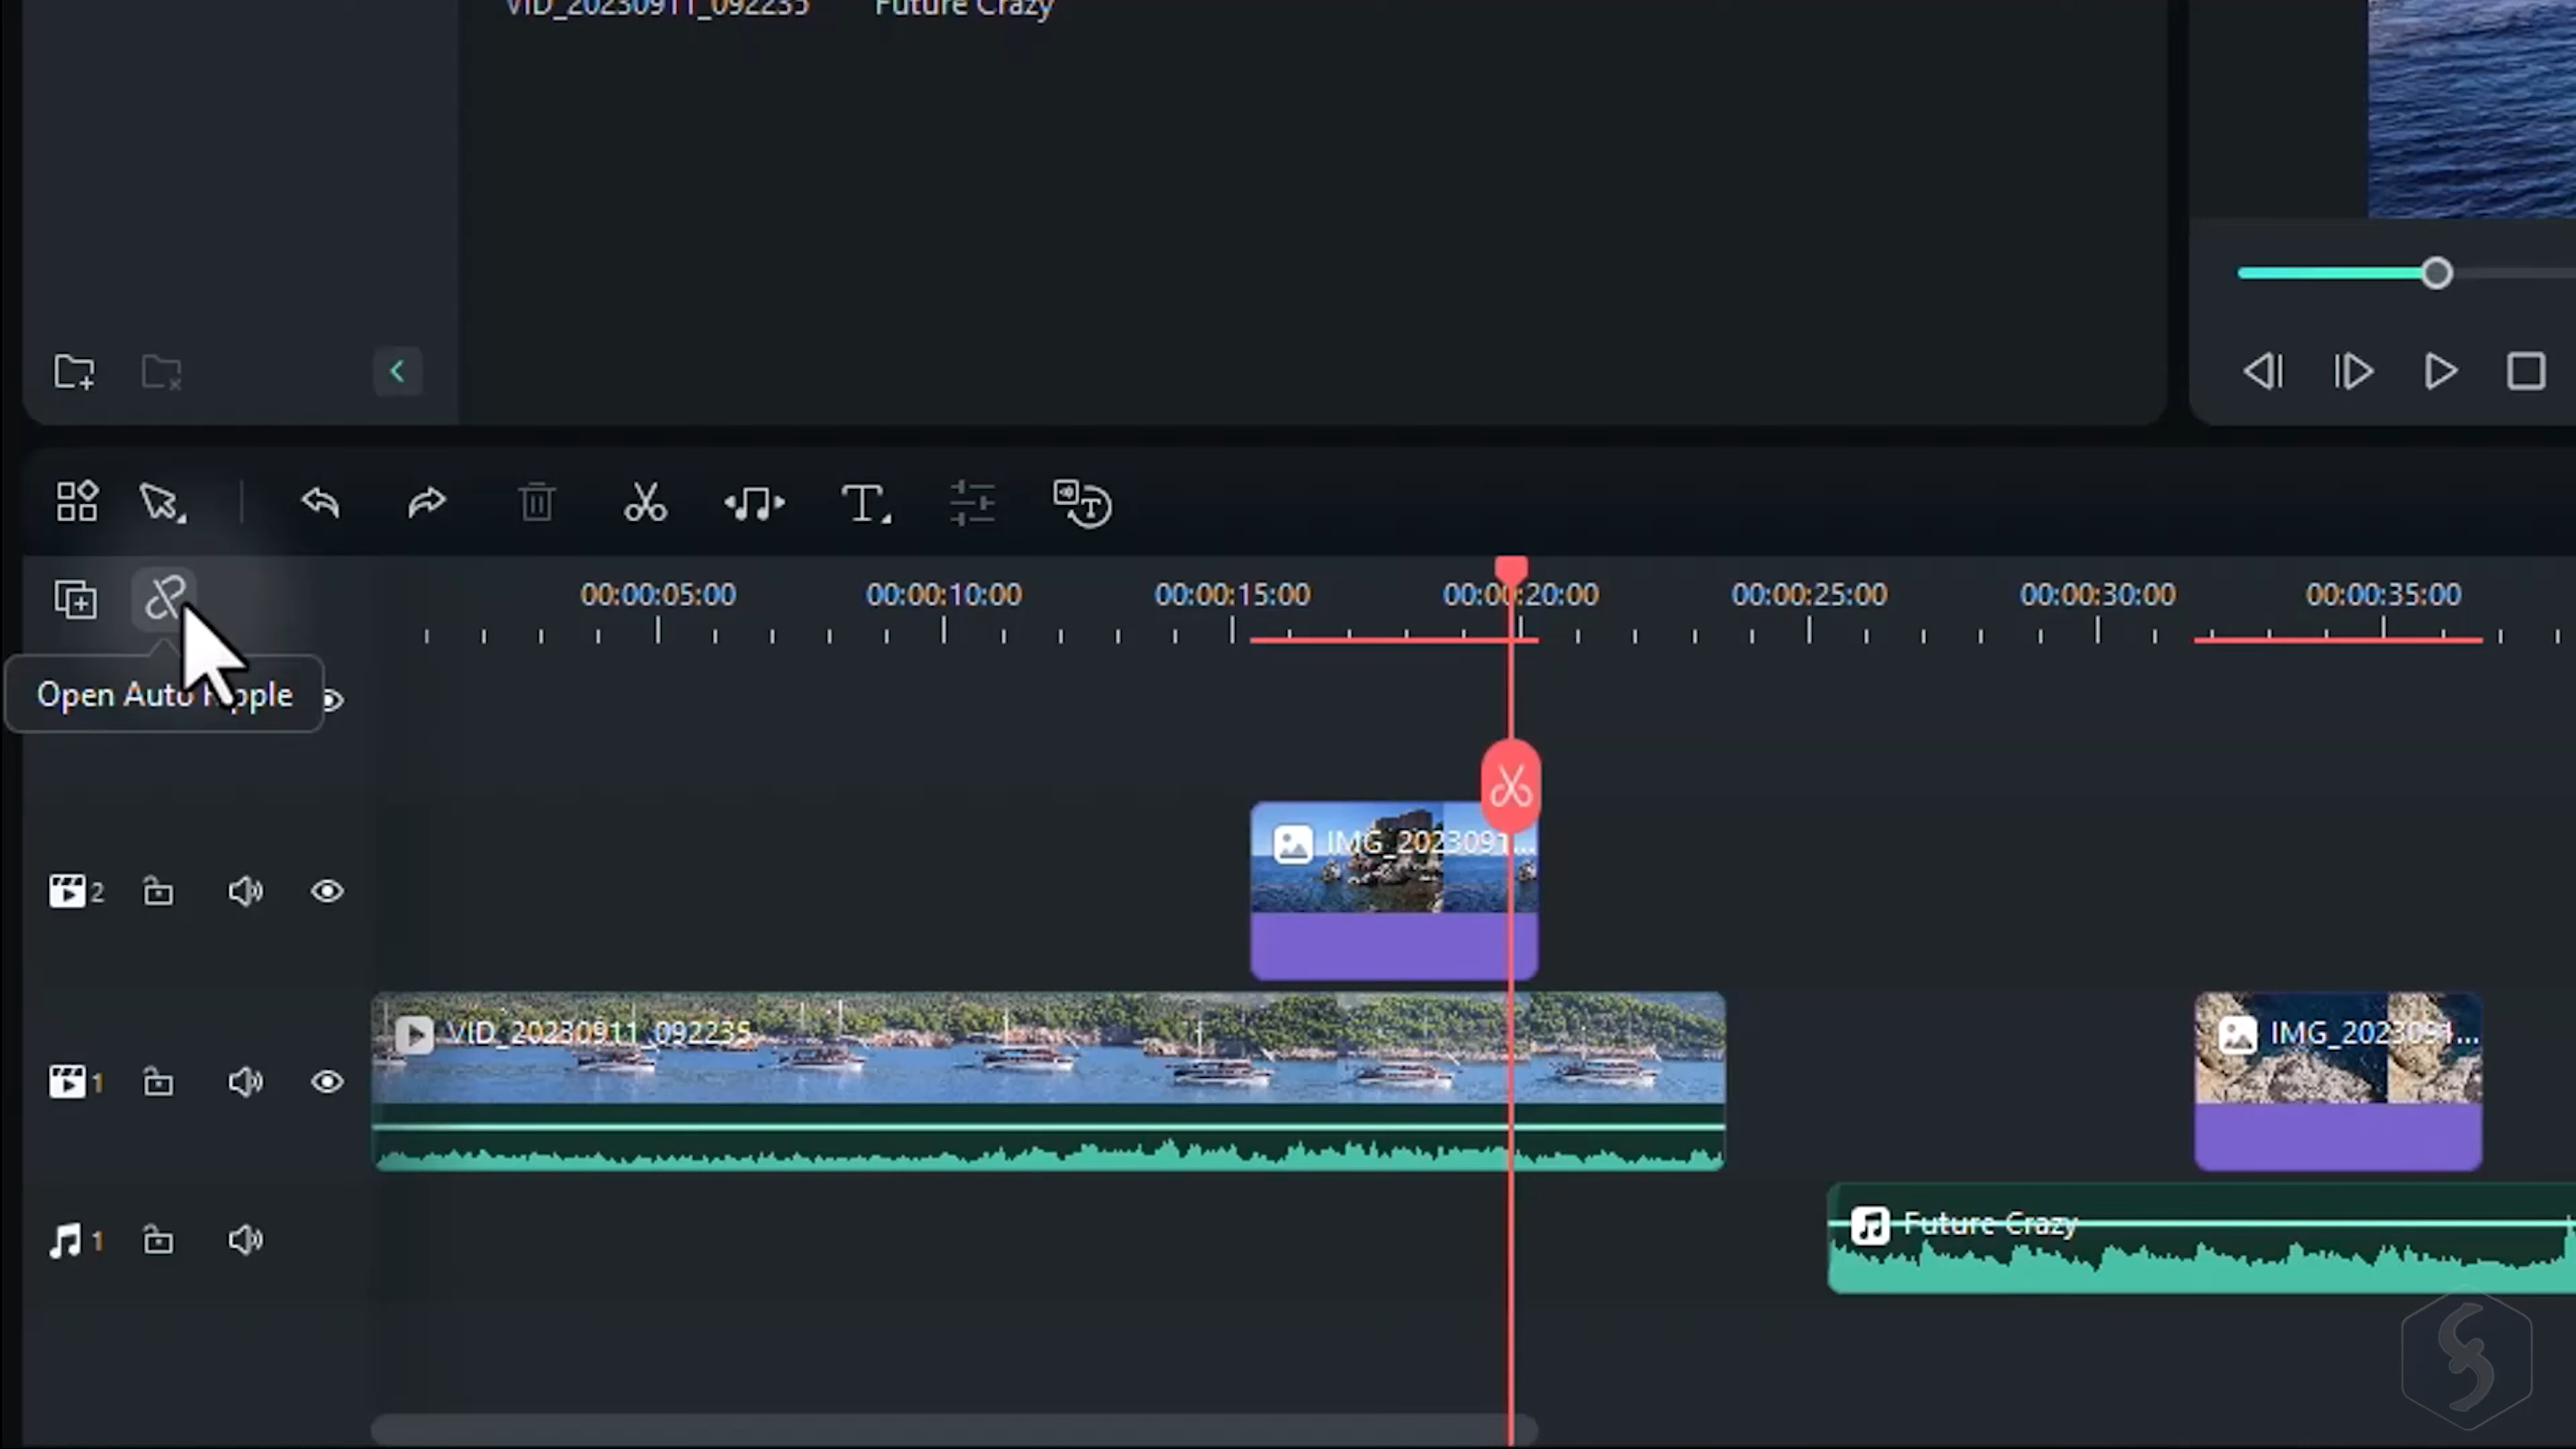 VID_20230911_092235 Future Crazy
00:00:05:00 00:00:10:00 00:00:15:00 00:00:20:00 00:00:25:00 00:00:30:00 00:00:35:00
Open Auto Ripple
IMG_2023091...
2
VID_20230911_092235
IMG_2023091...
1
Future Crazy
1